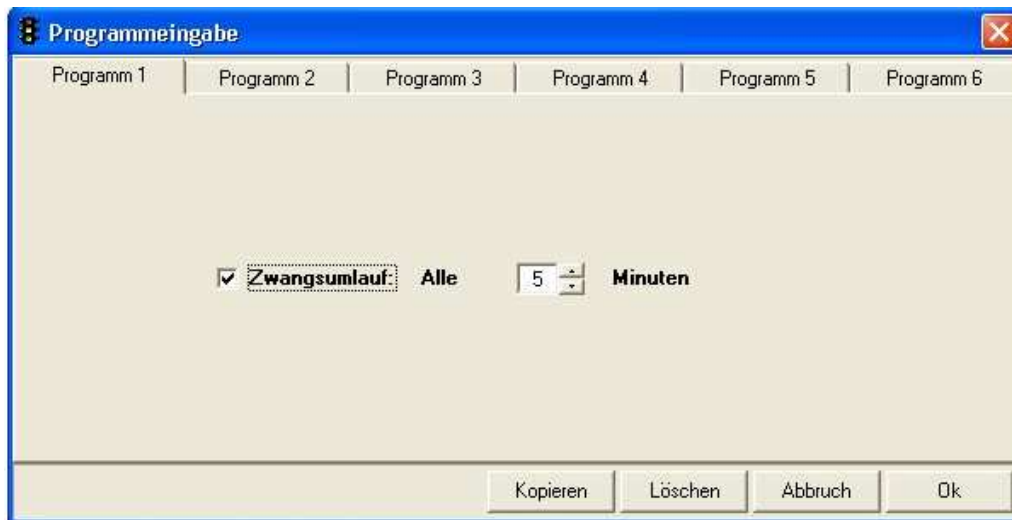 Programmeingabe
Programm 1 Programm 2 Programm 3 Programm 4 Programm 5 Programm 6
Zwangsumlauf: Alle 5 Minuten
Kopieren Löschen Abbruch Ok